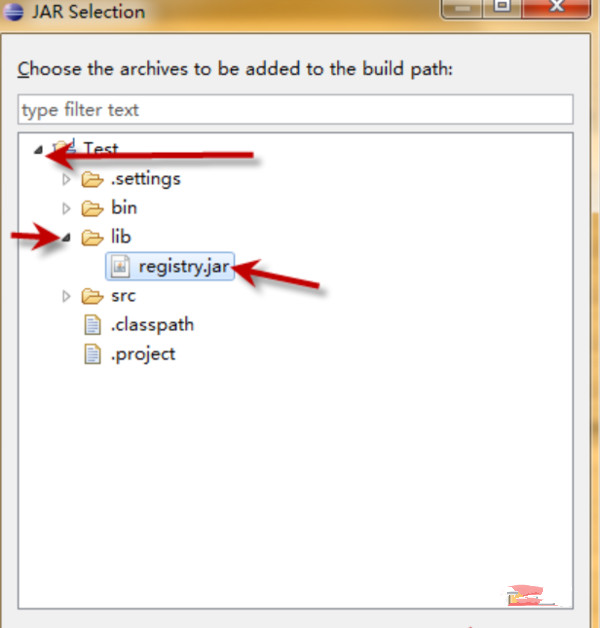 JAR Selection
Choose the archives to be added to the build path:
type filter text
Test
.settings
bin
lib
registry.jar
src
.classpath
.project